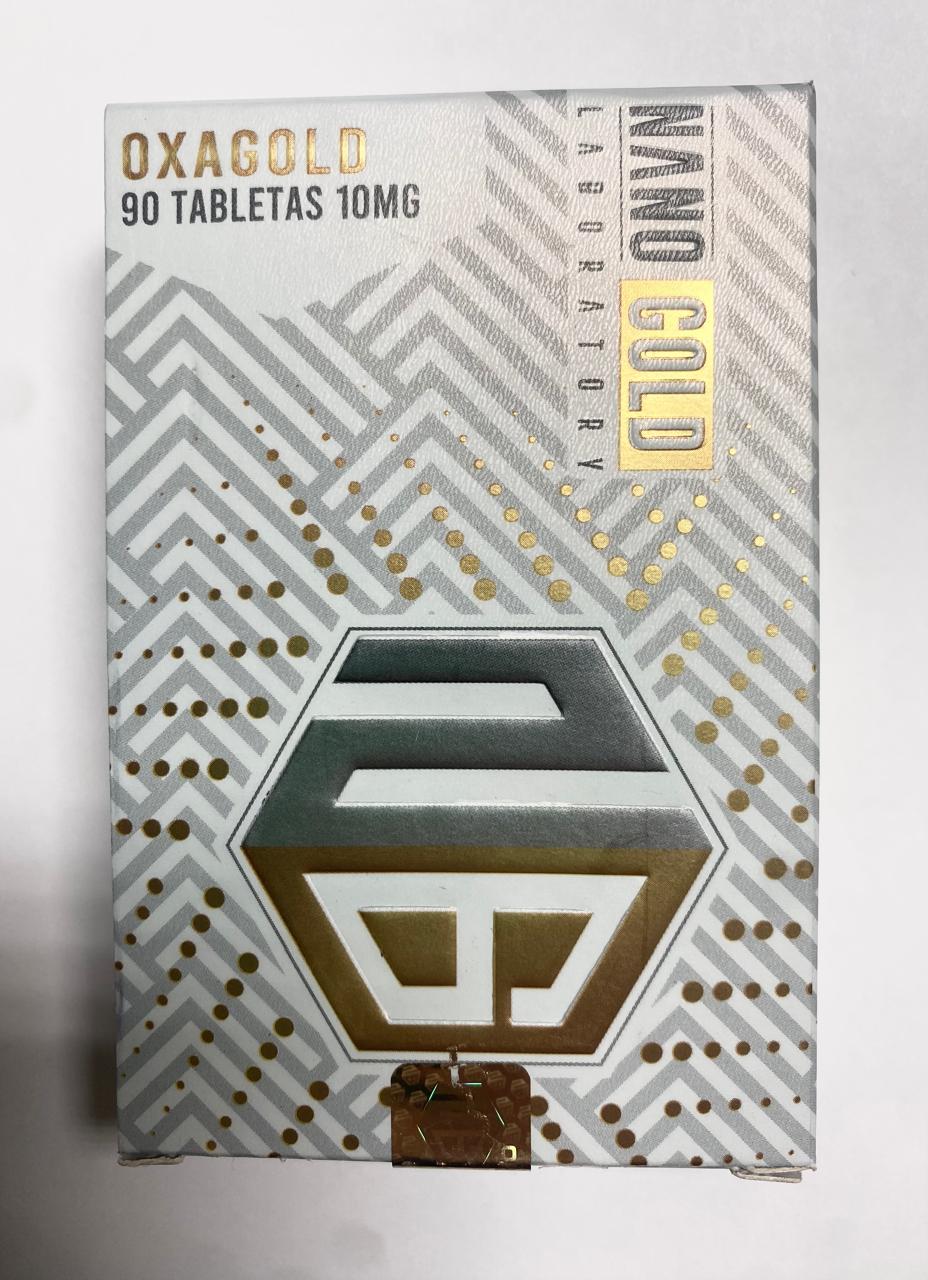 OXAGOLD
90 TABLETAS 10MG
NANO GOLD
LABORATORY